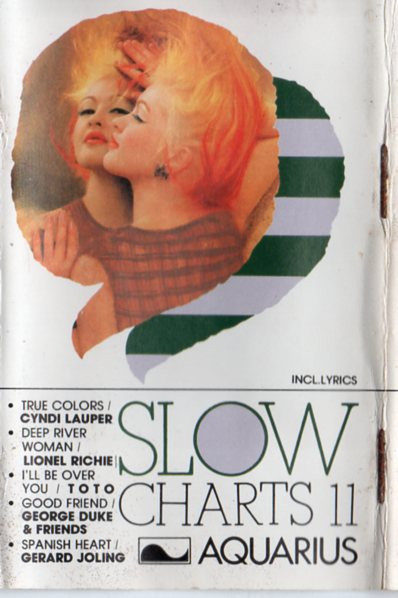 INCL.LYRICS
• TRUE COLORS /
CYNDI LAUPER
• DEEP RIVER
WOMAN /
LIONEL RICHIE
• I'LL BE OVER
YOU / TOTO
• GOOD FRIEND /
GEORGE DUKE
& FRIENDS
• SPANISH HEART /
GERARD JOLING
SLOW
CHARTS 11
AQUARIUS